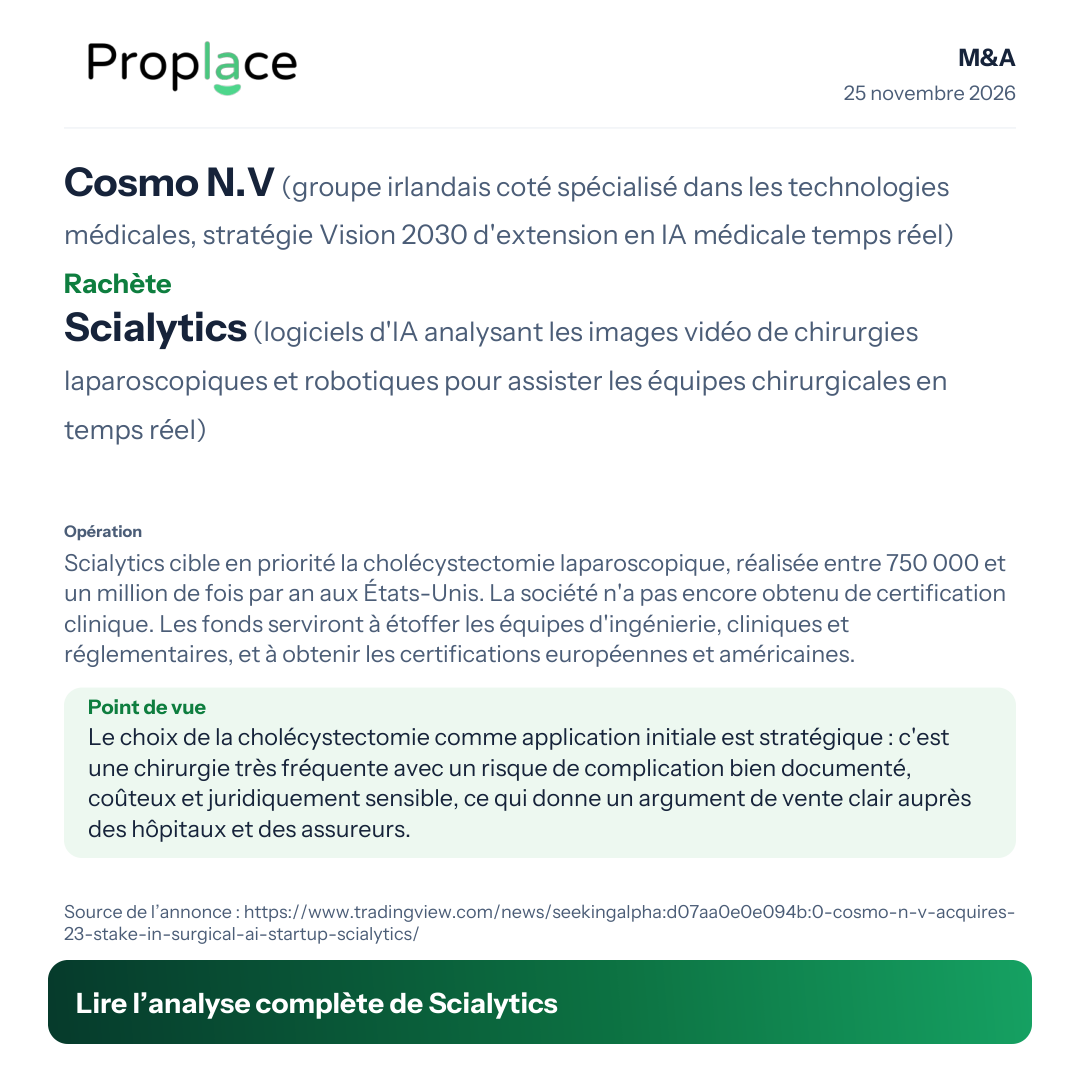 Proplace
M&A
25 novembre 2026
Cosmo N.V (groupe irlandais coté spécialisé dans les technologies
médicales, stratégie Vision 2030 d'extension en IA médicale temps réel)
Rachète
Scialytics (logiciels d'IA analysant les images vidéo de chirurgies
laparoscopiques et robotiques pour assister les équipes chirurgicales en
temps réel)
Opération
Scialytics cible en priorité la cholécystectomie laparoscopique, réalisée entre 750 000 et
un million de fois par an aux États-Unis. La société n'a pas encore obtenu de certification
clinique. Les fonds serviront à étoffer les équipes d'ingénierie, cliniques et
réglementaires, et à obtenir les certifications européennes et américaines.
Point de vue
Le choix de la cholécystectomie comme application initiale est stratégique : c'est
une chirurgie très fréquente avec un risque de complication bien documenté,
coûteux et juridiquement sensible, ce qui donne un argument de vente clair auprès
des hôpitaux et des assureurs.
Source de l’annonce : https://www.tradingview.com/news/seekingalpha:d07aa0e0e094b:0-cosmo-n-v-acquires-
23-stake-in-surgical-ai-startup-scialytics/
Lire l’analyse complète de Scialytics